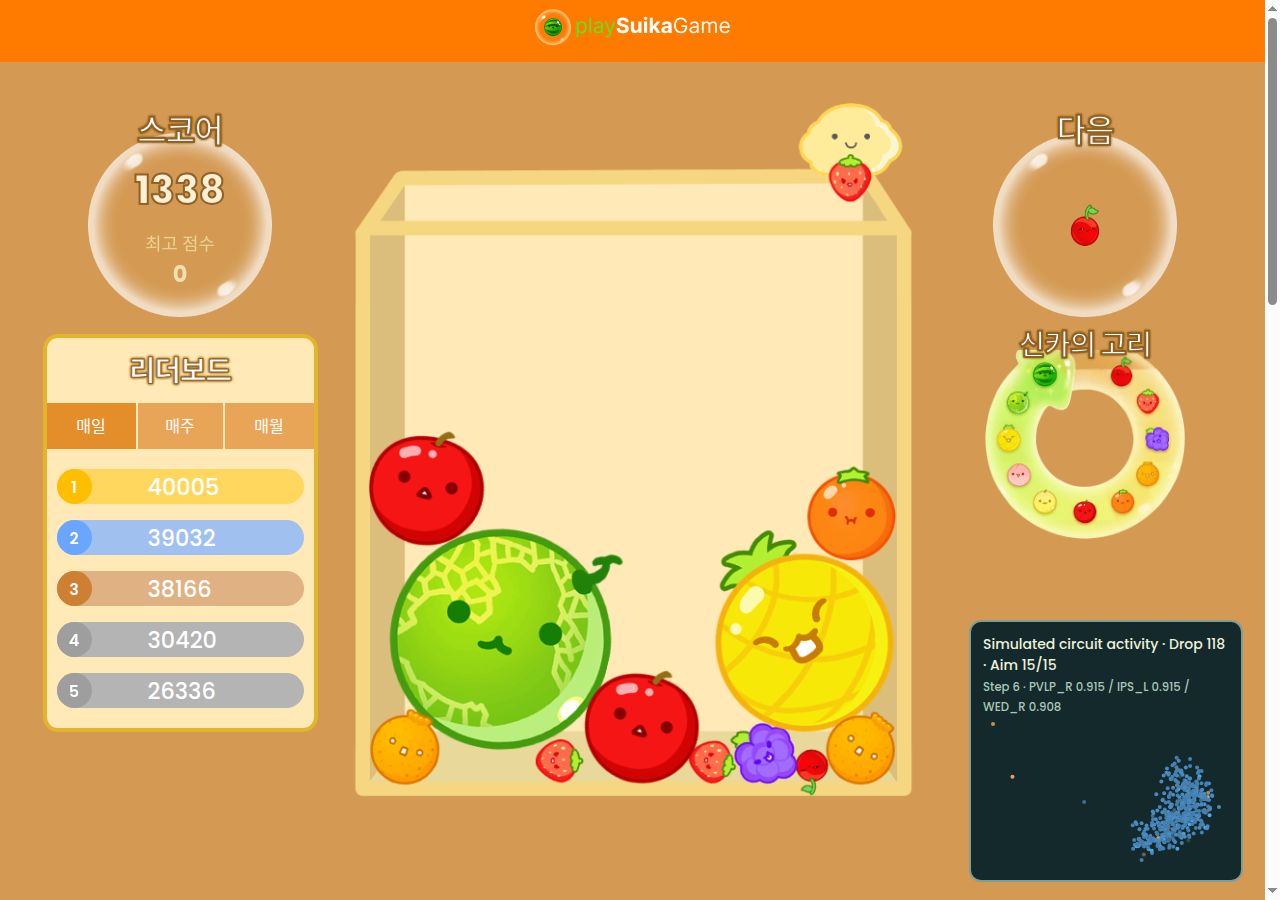 playSuikaGame
스코어
1338
최고 점수
0
다음
신카의 고리
리더보드
매일 매주 매월
1 40005
2 39032
3 38166
4 30420
5 26336
Simulated circuit activity · Drop 118
· Aim 15/15
Step 6 · PVLP_R 0.915 / IPS_L 0.915 /
WED_R 0.908